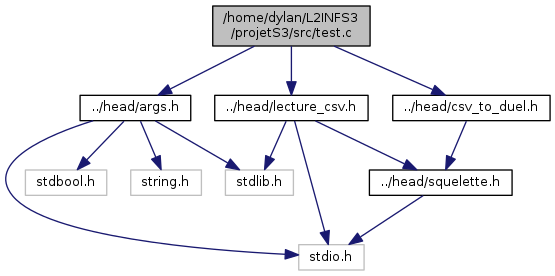 /home/dylan/L2INFS3
/projetS3/src/test.c
../head/args.h
../head/lecture_csv.h
../head/csv_to_duel.h
stdbool.h
string.h
stdlib.h
../head/squelette.h
stdio.h